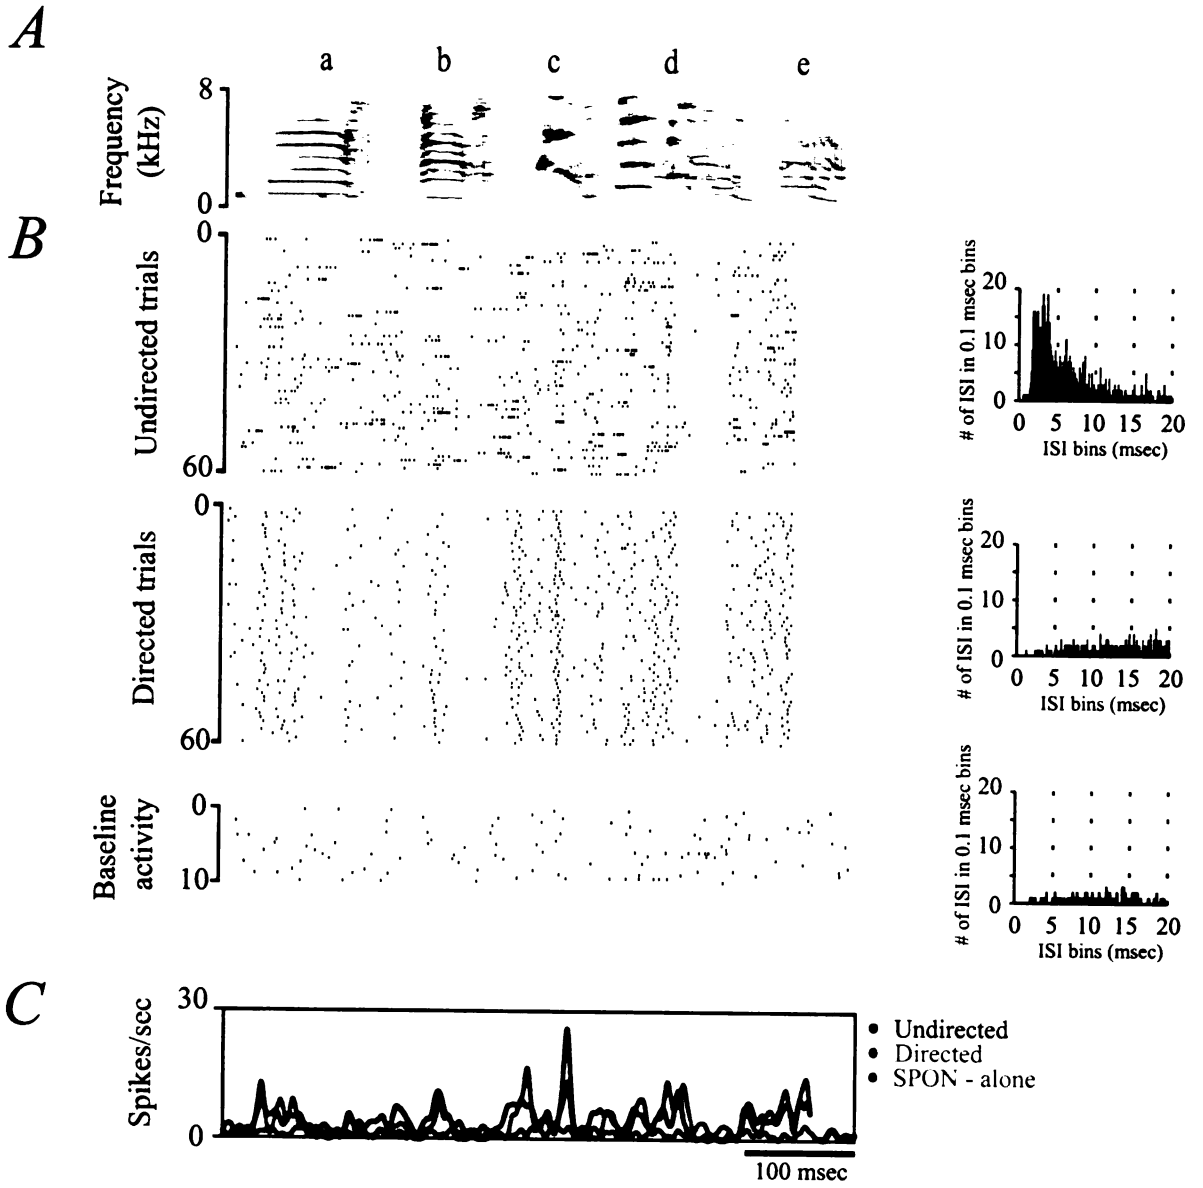 A
a b c d e
Frequency
(kHz)
8
0
B
0
Undirected trials
60
# of ISI in 0.1 msec bins
20
10
0
0 5 10 15 20
ISI bins (msec)
0
Directed trials
60
# of ISI in 0.1 msec bins
20
10
0
0 5 10 15 20
ISI bins (msec)
Baseline
activity
0
10
# of ISI in 0.1 msec bins
20
10
0
0 5 10 15 20
ISI bins (msec)
C
Spikes/sec
30
0
• Undirected
• Directed
• SPON - alone
100 msec